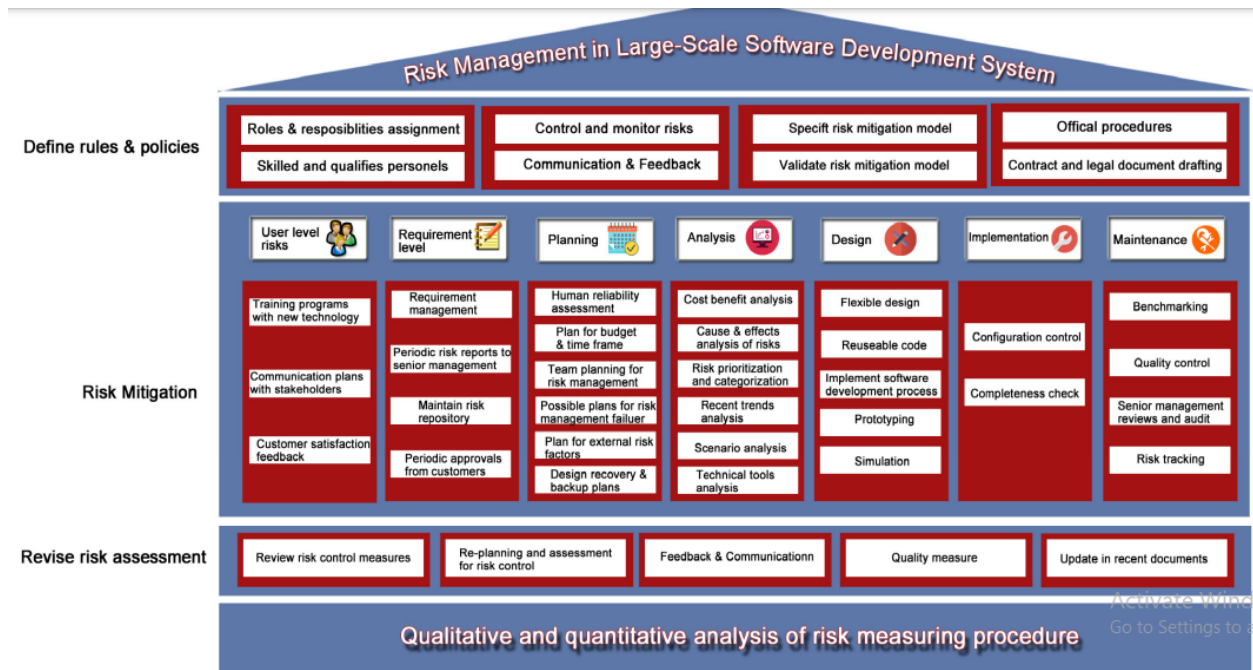 Risk Management in Large-Scale Software Development System
Define rules & policies
Roles & resposiblities assignment
Skilled and qualifies personels
Control and monitor risks
Communication & Feedback
Specift risk mitigation model
Validate risk mitigation model
Offical procedures
Contract and legal document drafting
Risk Mitigation
User level
risks
Requirement
level
Planning
Analysis
Design
Implementation
Maintenance
Training programs
with new technology
Communication plans
with stakeholders
Customer satisfaction
feedback
Requirement
management
Periodic risk reports to
senior management
Maintain risk
repository
Periodic approvals
from customers
Human reliability
assessment
Plan for budget
& time frame
Team planning for
risk management
Possible plans for risk
management failuer
Plan for external risk
factors
Design recovery &
backup plans
Cost benefit analysis
Cause & effects
analysis of risks
Risk prioritization
and categorization
Recent trends
analysis
Scenario analysis
Technical tools
analysis
Flexible design
Reuseable code
Implement software
development process
Prototyping
Simulation
Configuration control
Completeness check
Benchmarking
Quality control
Senior management
reviews and audit
Risk tracking
Revise risk assessment
Review risk control measures
Re-planning and assessment
for risk control
Feedback & Communicationn
Quality measure
Update in recent documents
Activate Wind
Go to Settings to a
Qualitative and quantitative analysis of risk measuring procedure